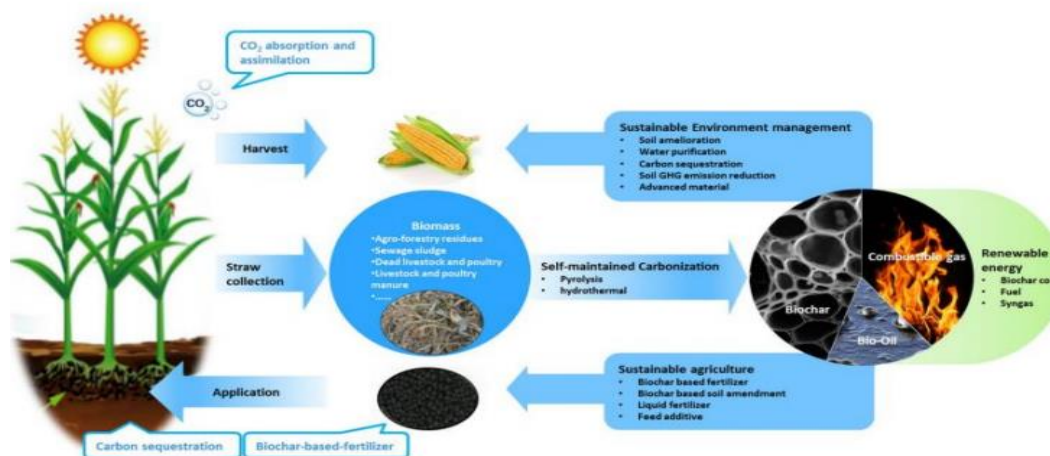 CO₂ absorption and
assimilation
CO₂
Harvest
Sustainable Environment management
• Soil amelioration
• Water purification
• Carbon sequestration
• Soil GHG emission reduction
• Advanced material
Biomass
•Agro-forestry residues
•Sewage sludge
•Dead livestock and poultry
•Livestock and poultry
manure
•......
Straw
collection
Self-maintained Carbonization
• Pyrolysis
• hydrothermal
Biochar
Combustible gas
Bio-Oil
Renewable
energy
• Biochar co
• Fuel
• Syngas
Application
Sustainable agriculture
• Biochar based fertilizer
• Biochar based soil amendment
• Liquid fertilizer
• Feed additive
Carbon sequestration
Biochar-based-fertilizer